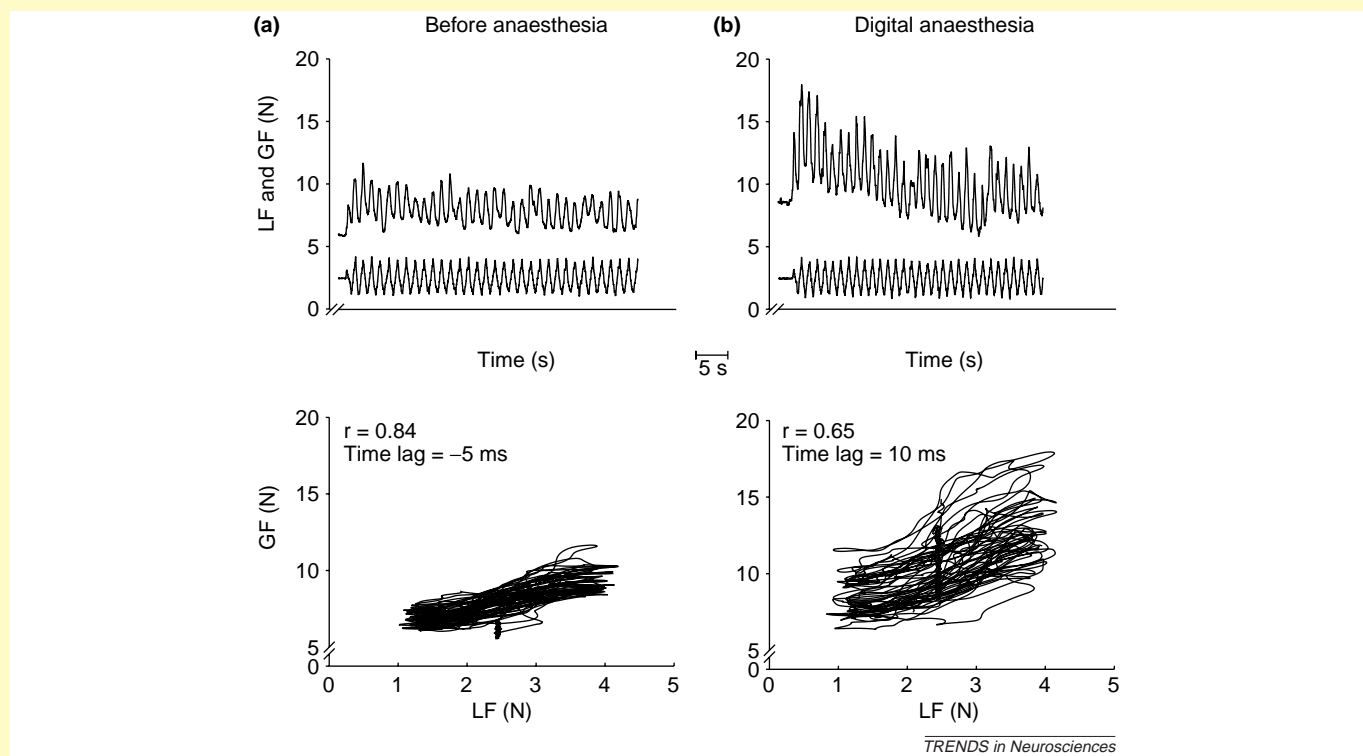 (a) Before anaesthesia
(b) Digital anaesthesia
LF and GF (N)
20
15
10
5
0
20
15
10
5
0
Time (s)
5 s
Time (s)
GF (N)
20
15
10
5
0
r = 0.84
Time lag = −5 ms
0 1 2 3 4 5
LF (N)
20
15
10
5
0
r = 0.65
Time lag = 10 ms
0 1 2 3 4 5
LF (N)
TRENDS in Neurosciences